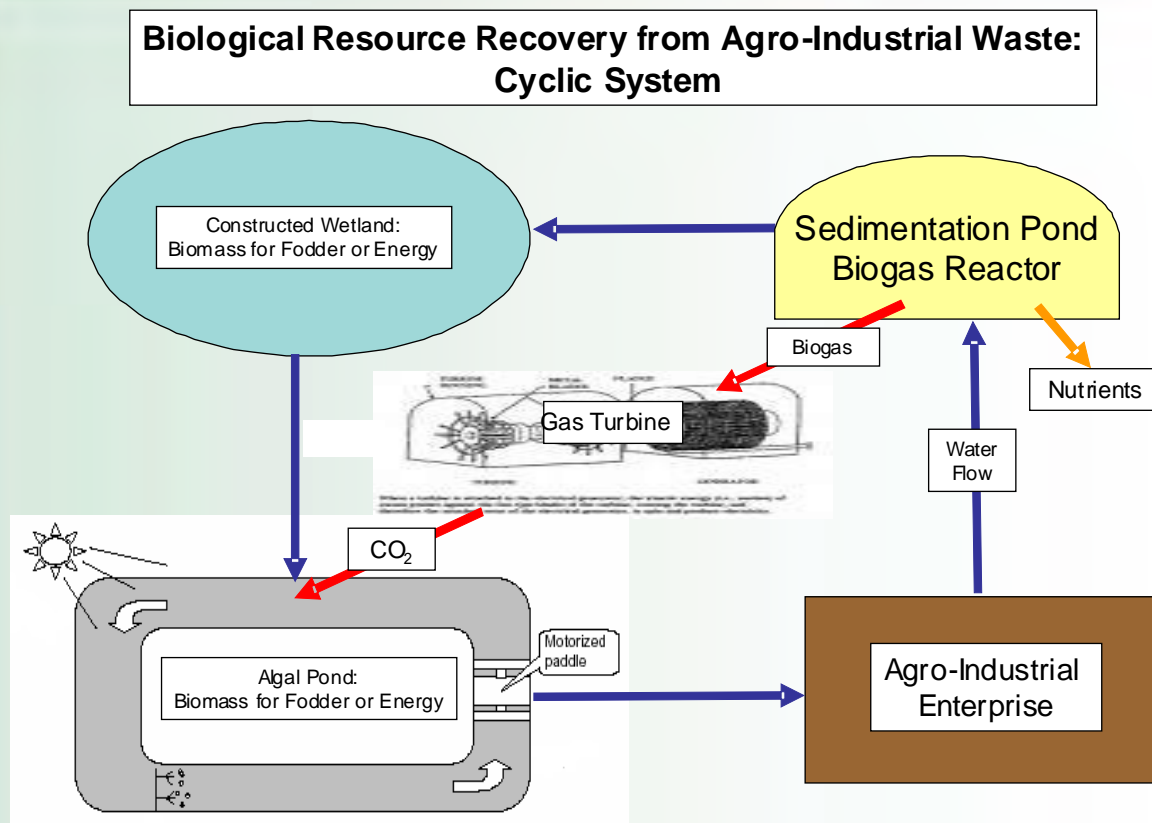 Biological Resource Recovery from Agro-Industrial Waste:
Cyclic System
Constructed Wetland:
Biomass for Fodder or Energy
Sedimentation Pond
Biogas Reactor
Biogas
Nutrients
Gas Turbine
Water
Flow
CO₂
Motorized
paddle
Algal Pond:
Biomass for Fodder or Energy
Agro-Industrial
Enterprise